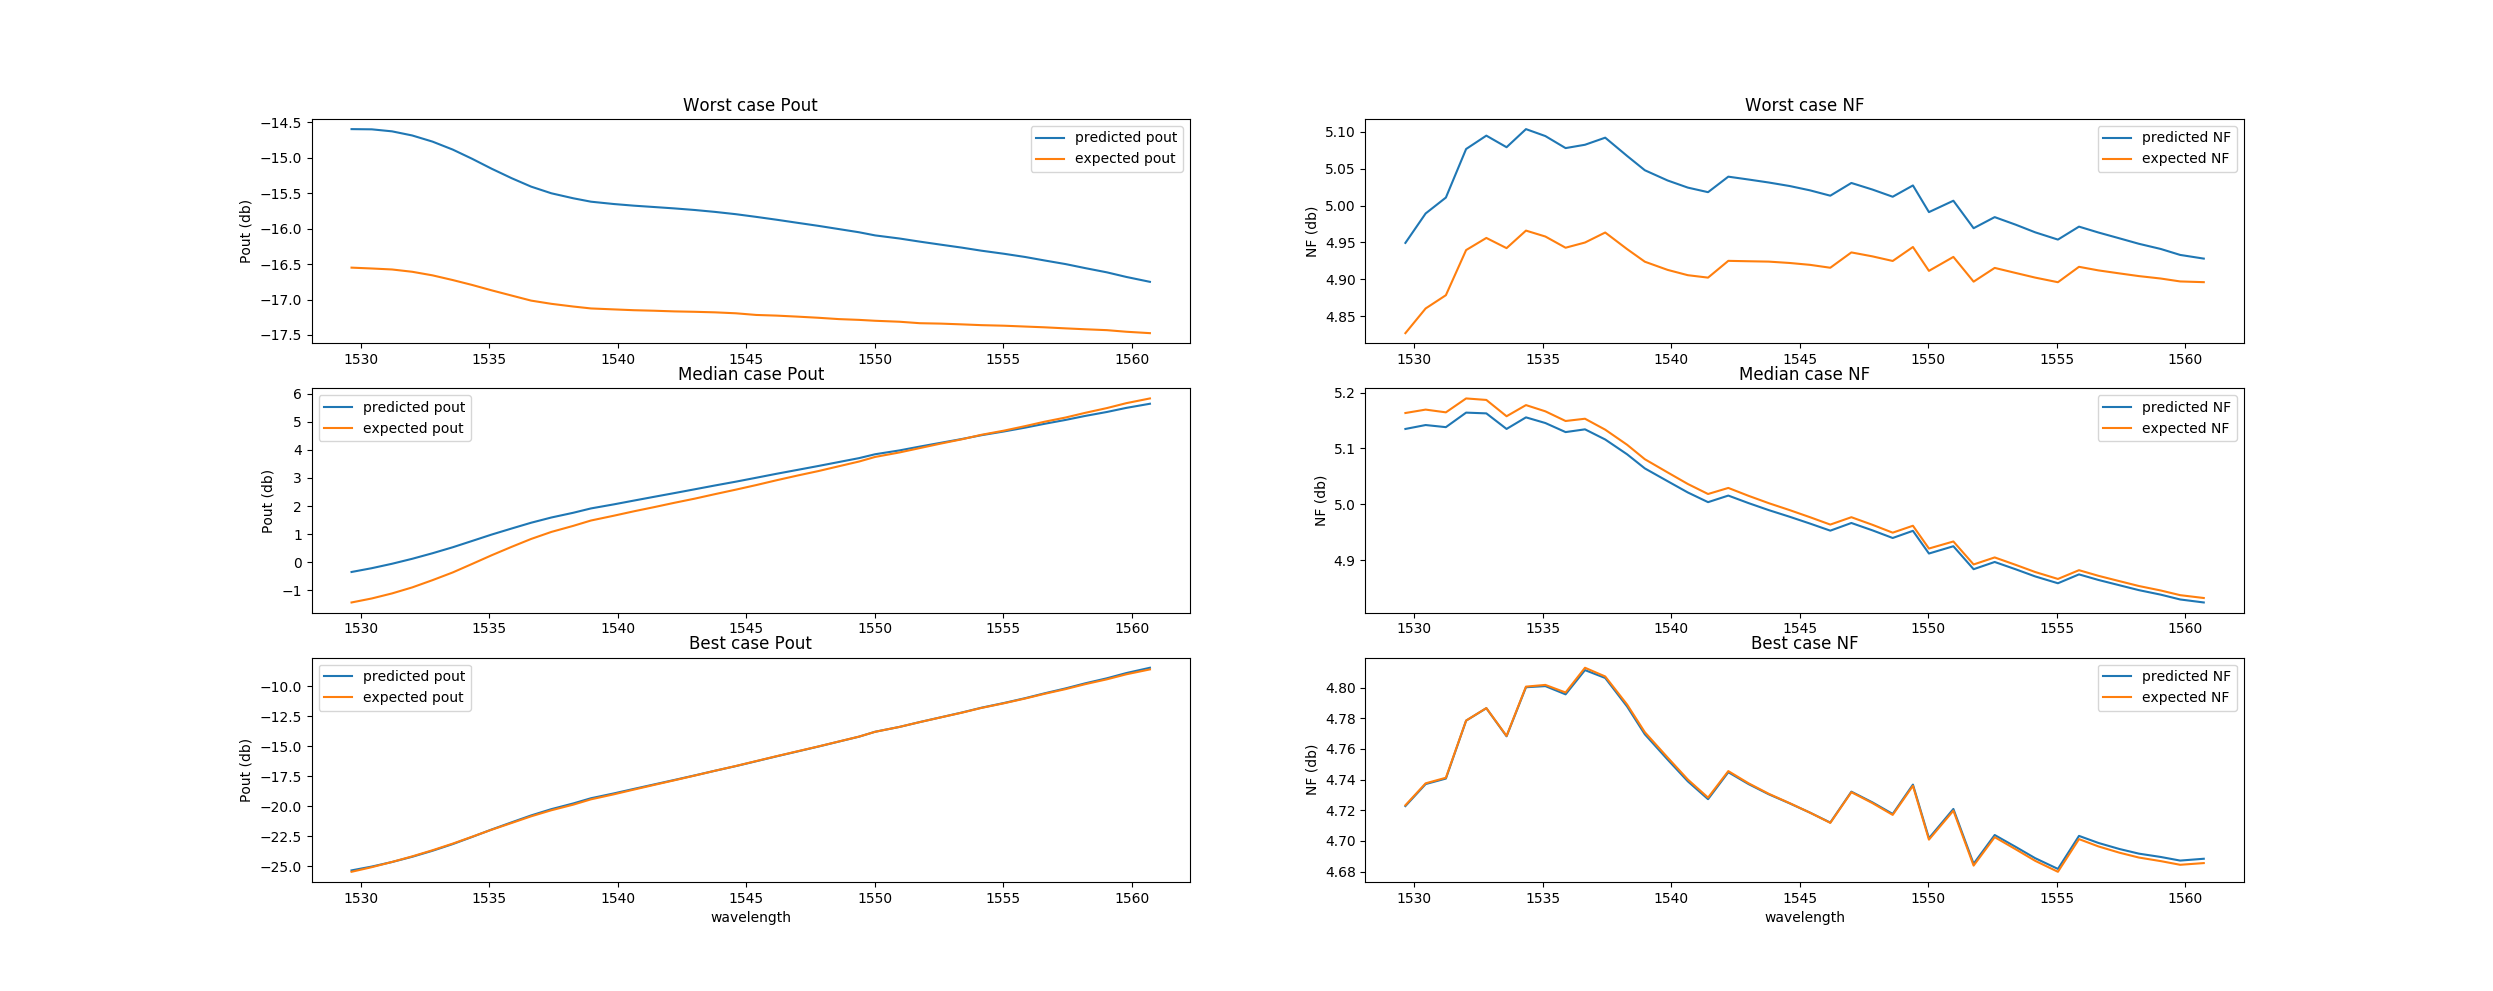 Worst case Pout
Pout (db)
−14.5
−15.0
−15.5
−16.0
−16.5
−17.0
−17.5
predicted pout
expected pout
1530 1535 1540 1545 1550 1555 1560
Worst case NF
NF (db)
5.10
5.05
5.00
4.95
4.90
4.85
predicted NF
expected NF
1530 1535 1540 1545 1550 1555 1560
Median case Pout
Pout (db)
6
5
4
3
2
1
0
−1
predicted pout
expected pout
1530 1535 1540 1545 1550 1555 1560
Median case NF
NF (db)
5.2
5.1
5.0
4.9
predicted NF
expected NF
1530 1535 1540 1545 1550 1555 1560
Best case Pout
Pout (db)
−10.0
−12.5
−15.0
−17.5
−20.0
−22.5
−25.0
predicted pout
expected pout
1530 1535 1540 1545 1550 1555 1560
wavelength
Best case NF
NF (db)
4.80
4.78
4.76
4.74
4.72
4.70
4.68
predicted NF
expected NF
1530 1535 1540 1545 1550 1555 1560
wavelength